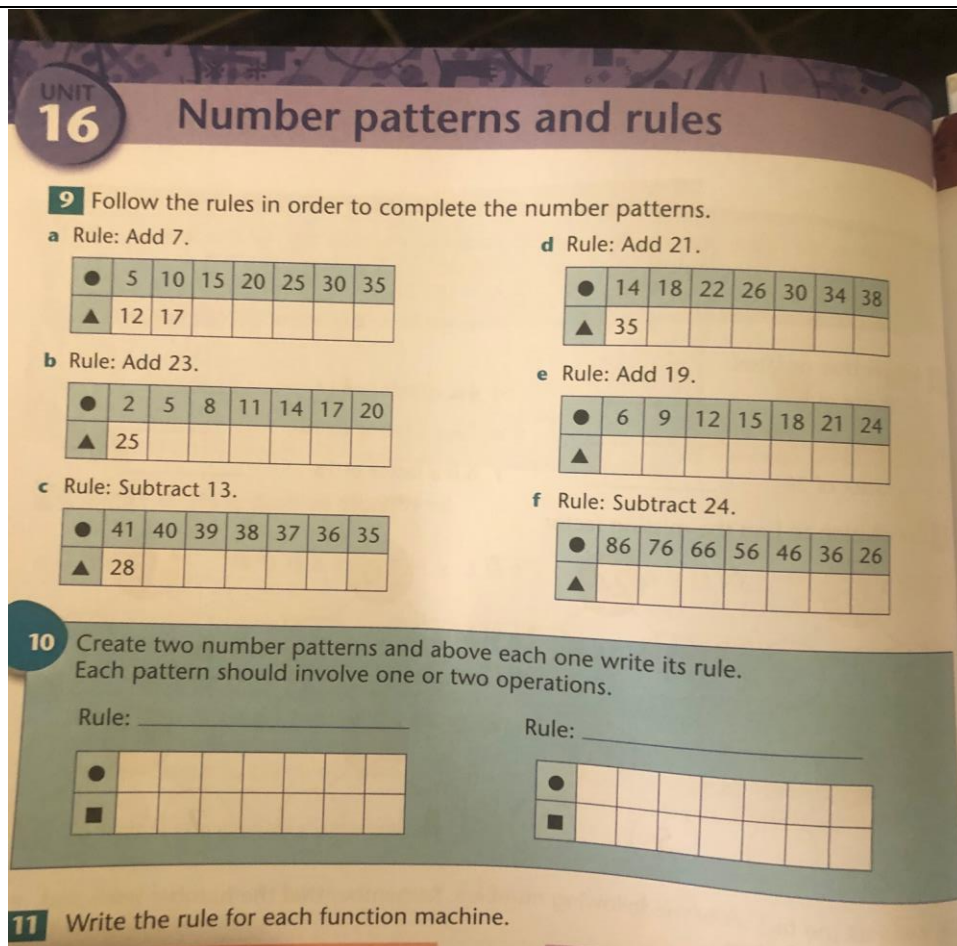 UNIT
16
Number patterns and rules
9 Follow the rules in order to complete the number patterns.
a Rule: Add 7.
● 5 10 15 20 25 30 35
▲ 12 17
b Rule: Add 23.
● 2 5 8 11 14 17 20
▲ 25
c Rule: Subtract 13.
● 41 40 39 38 37 36 35
▲ 28
d Rule: Add 21.
● 14 18 22 26 30 34 38
▲ 35
e Rule: Add 19.
● 6 9 12 15 18 21 24
▲
f Rule: Subtract 24.
● 86 76 66 56 46 36 26
▲
10 Create two number patterns and above each one write its rule.
Each pattern should involve one or two operations.
Rule:
●
■
Rule:
●
■
11 Write the rule for each function machine.